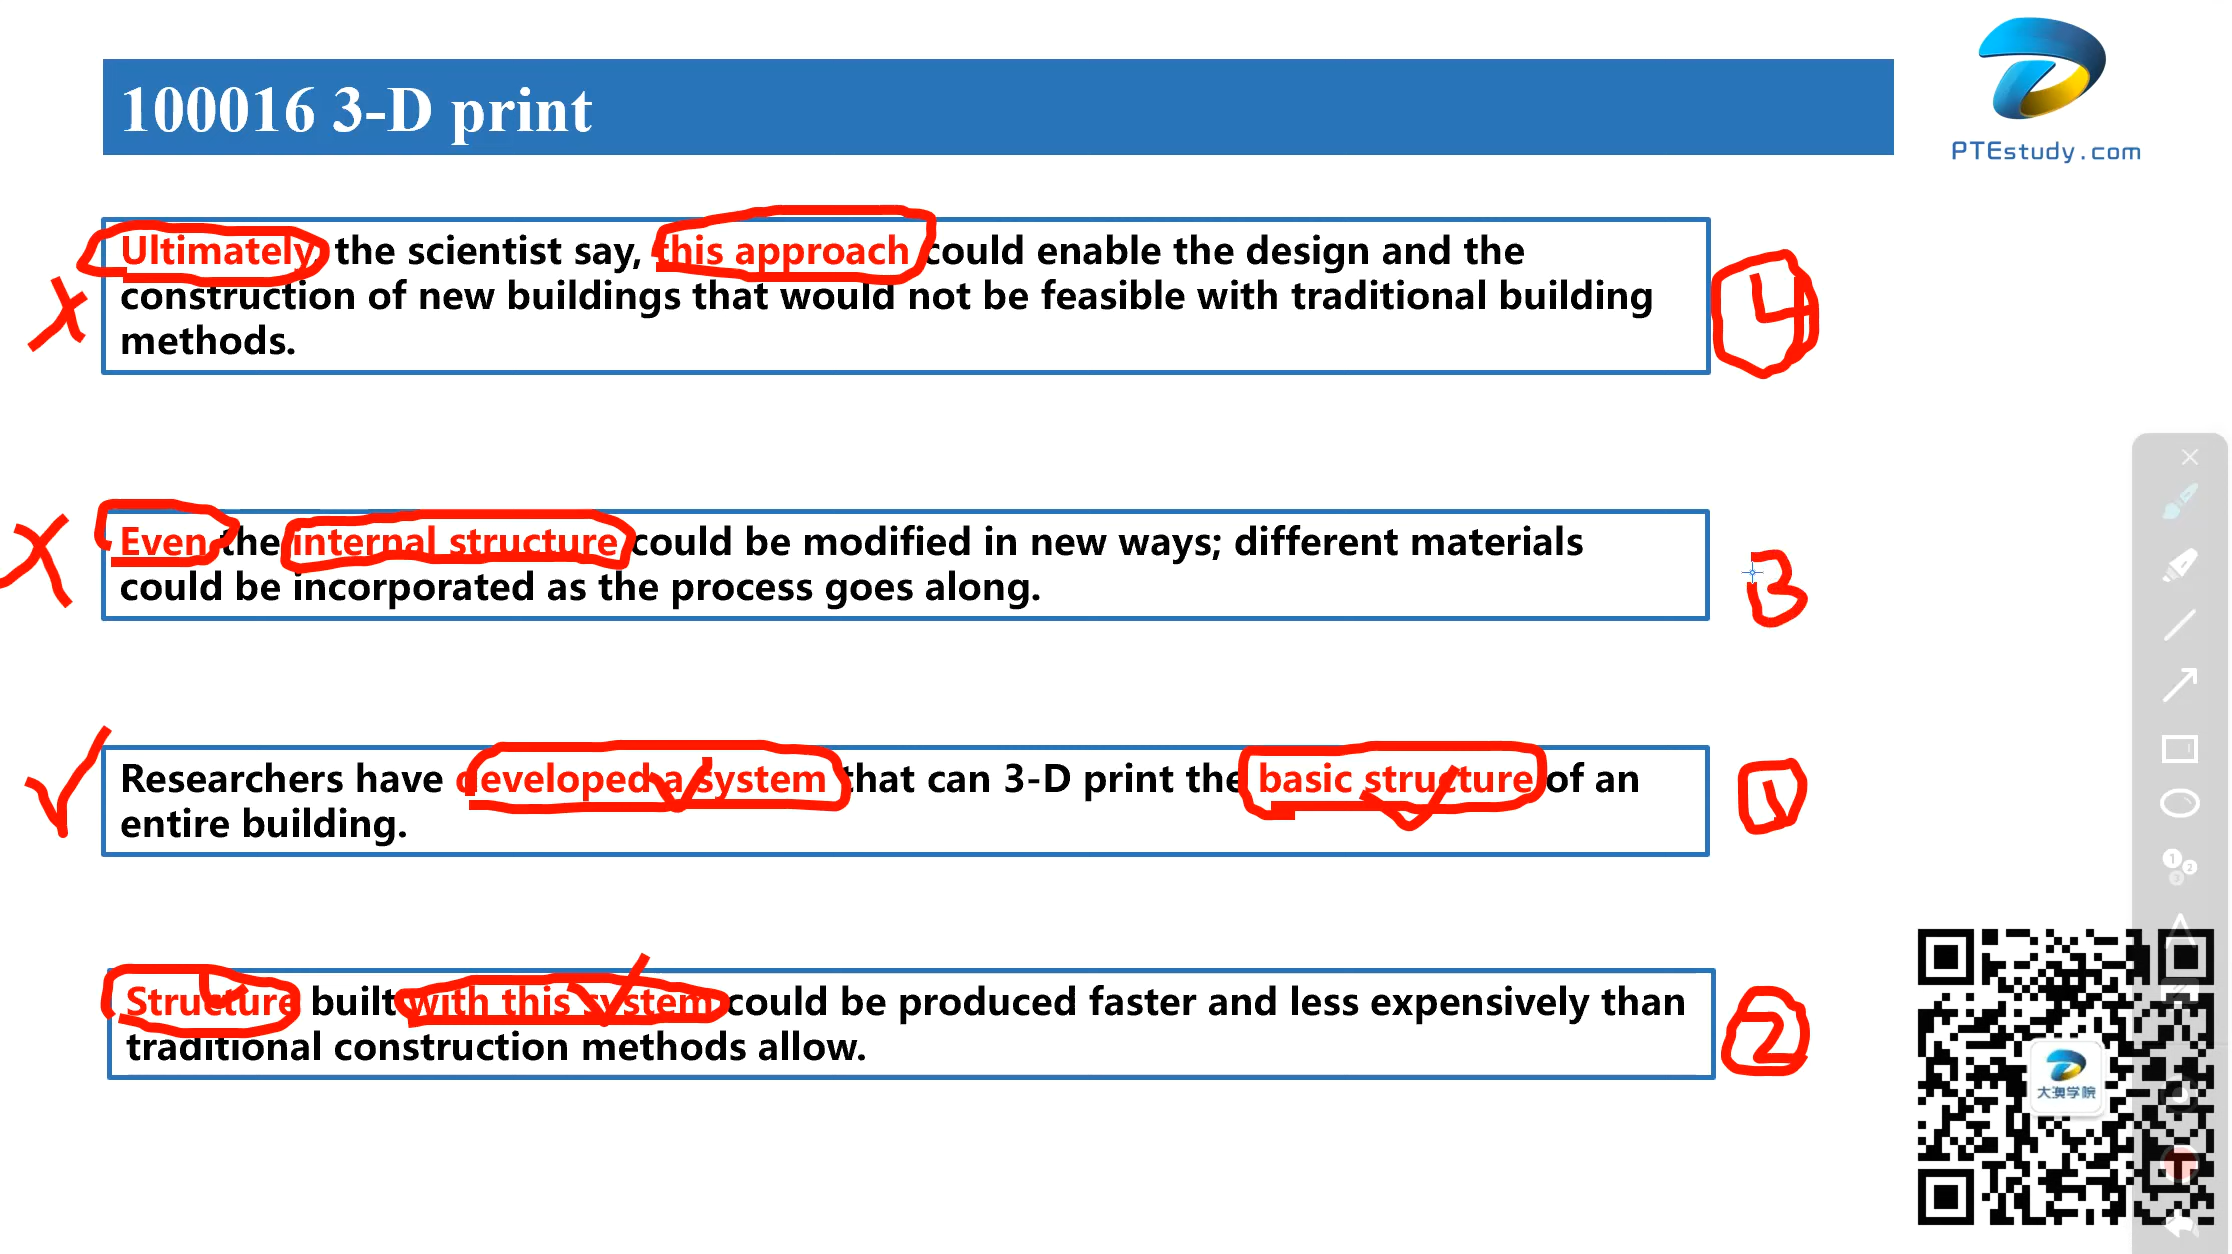 100016 3-D print
PTEstudy.com
Ultimately, the scientist say, this approach could enable the design and the
construction of new buildings that would not be feasible with traditional building
methods.
4
Even the internal structure could be modified in new ways; different materials
could be incorporated as the process goes along.
3
Researchers have developed a system that can 3-D print the basic structure of an
entire building.
1
Structure built with this system could be produced faster and less expensively than
traditional construction methods allow.
2
大澳学院